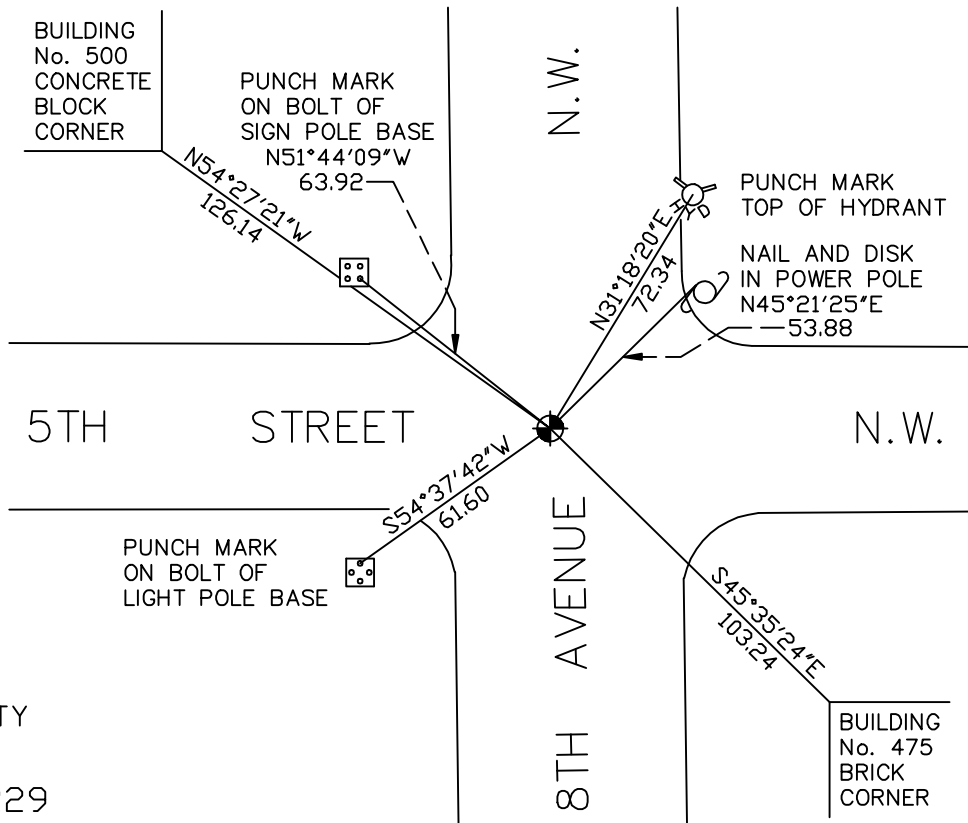 BUILDING
No. 500
CONCRETE
BLOCK
CORNER
PUNCH MARK
ON BOLT OF
SIGN POLE BASE
N51°44'09"W
63.92
N.W.
N54°27'21"W
126.14
HYD
PUNCH MARK
TOP OF HYDRANT
N31°18'20"E
72.34
NAIL AND DISK
IN POWER POLE
N45°21'25"E
53.88
5TH STREET N.W.
S54°37'42"W
61.60
PUNCH MARK
ON BOLT OF
LIGHT POLE BASE
8TH AVENUE
S45°35'24"E
103.24
BUILDING
No. 475
BRICK
CORNER
TY
29